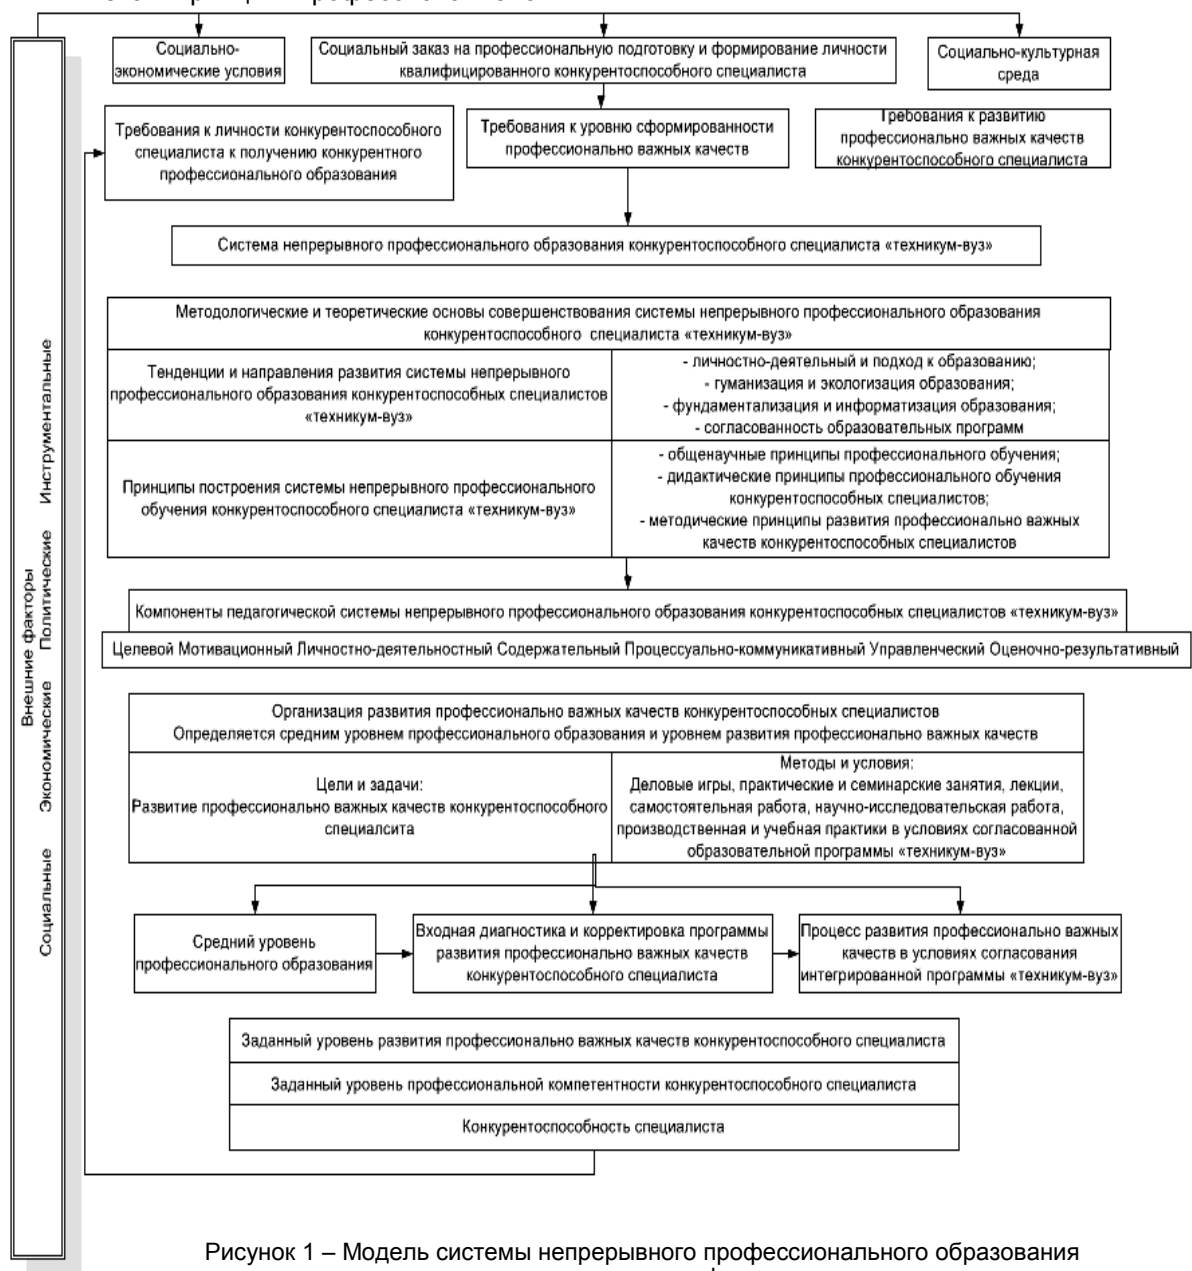 Социально-
экономические условия
Социальный заказ на профессиональную подготовку и формирование личности
квалифицированного конкурентоспособного специалиста
Социально-культурная
среда
Требования к личности конкурентоспособного
специалиста к получению конкурентного
профессионального образования
Требования к уровню сформированности
профессионально важных качеств
Требования к развитию
профессионально важных качеств
конкурентоспособного специалиста
Система непрерывного профессионального образования конкурентоспособного специалиста «техникум-вуз»
Методологические и теоретические основы совершенствования системы непрерывного профессионального образования
конкурентоспособного специалиста «техникум-вуз»
Тенденции и направления развития системы непрерывного
профессионального образования конкурентоспособных специалистов
«техникум-вуз»
- личностно-деятельный и подход к образованию;
- гуманизация и экологизация образования;
- фундаментализация и информатизация образования;
- согласованность образовательных программ
Принципы построения системы непрерывного профессионального
обучения конкурентоспособного специалиста «техникум-вуз»
- общенаучные принципы профессионального обучения;
- дидактические принципы профессионального обучения
конкурентоспособных специалистов;
- методические принципы развития профессионально важных
качеств конкурентоспособных специалистов
Внешние факторы
Социальные Экономические Политические Инструментальные
Компоненты педагогической системы непрерывного профессионального образования конкурентоспособных специалистов «техникум-вуз»
Целевой Мотивационный Личностно-деятельностный Содержательный Процессуально-коммуникативный Управленческий Оценочно-результативный
Организация развития профессионально важных качеств конкурентоспособных специалистов
Определяется средним уровнем профессионального образования и уровнем развития профессионально важных качеств
Цели и задачи:
Развитие профессионально важных качеств конкурентоспособного
специалсита
Методы и условия:
Деловые игры, практические и семинарские занятия, лекции,
самостоятельная работа, научно-исследовательская работа,
производственная и учебная практики в условиях согласованной
образовательной программы «техникум-вуз»
Средний уровень
профессионального образования
Входная диагностика и корректировка программы
развития профессионально важных качеств
конкурентоспособного специалиста
Процесс развития профессионально важных
качеств в условиях согласования
интегрированной программы «техникум-вуз»
Заданный уровень развития профессионально важных качеств конкурентоспособного специалиста
Заданный уровень профессиональной компетентности конкурентоспособного специалиста
Конкурентоспособность специалиста
Рисунок 1 – Модель системы непрерывного профессионального образования